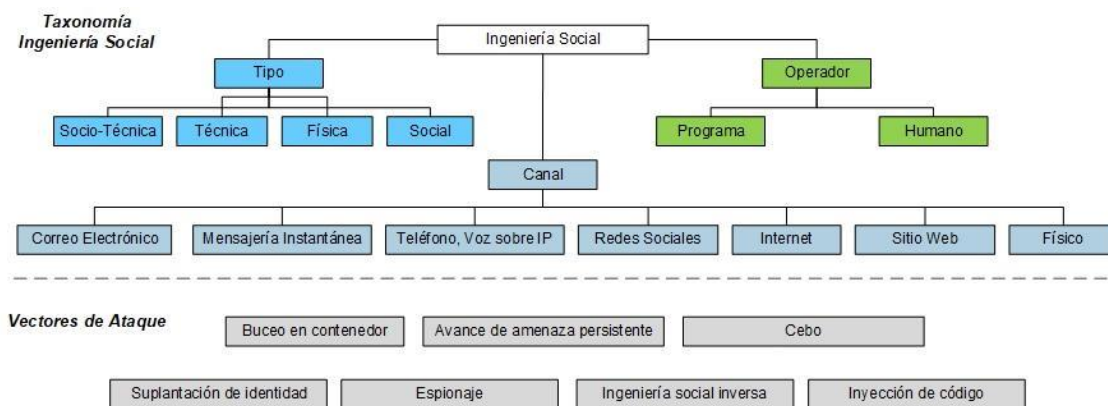 Taxonomía
Ingeniería Social
Ingeniería Social
Tipo
Operador
Socio-Técnica
Técnica
Física
Social
Programa
Humano
Canal
Correo Electrónico
Mensajería Instantánea
Teléfono, Voz sobre IP
Redes Sociales
Internet
Sitio Web
Físico
Vectores de Ataque
Buceo en contenedor
Avance de amenaza persistente
Cebo
Suplantación de identidad
Espionaje
Ingeniería social inversa
Inyección de código